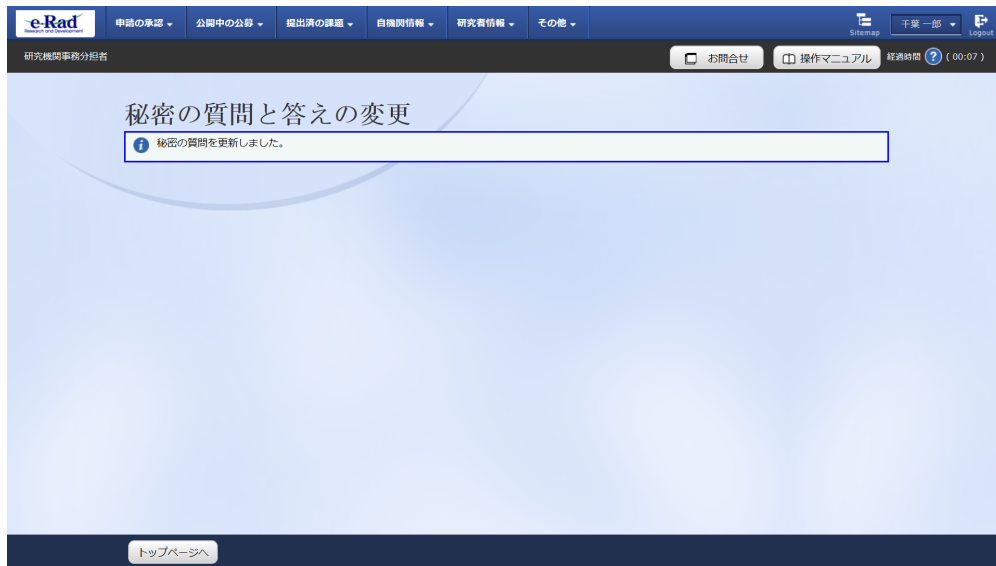 e-Rad
Research and Development
申請の承認
公開中の公募
提出済の課題
自機関情報
研究者情報
その他
Sitemap
千葉 一郎
Logout
研究機関事務分担者
お問合せ
操作マニュアル
経過時間 ? ( 00:07 )
秘密の質問と答えの変更
i 秘密の質問を更新しました。
トップページへ